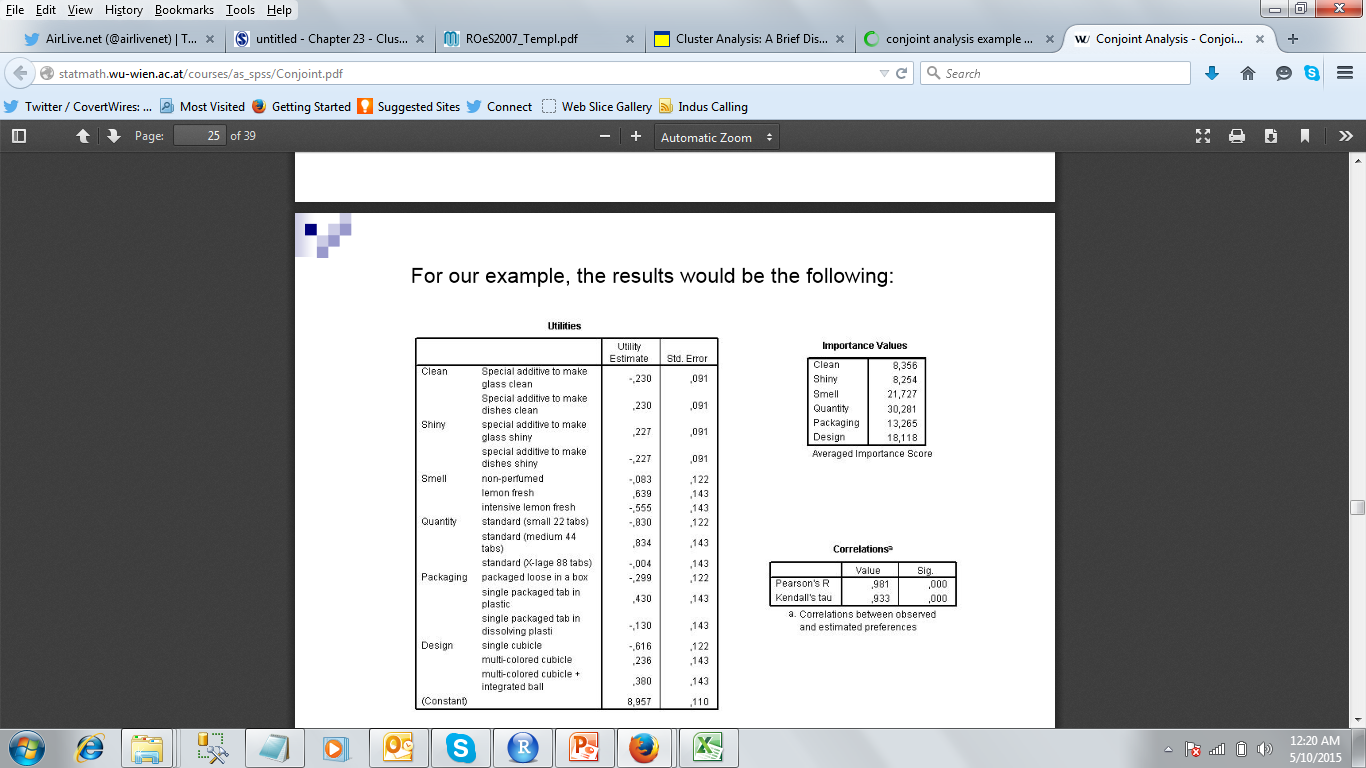 File Edit View History Bookmarks Tools Help
AirLive.net (@airlivenet) | T... untitled - Chapter 23 - Clus... ROeS2007_Templ.pdf Cluster Analysis: A Brief Dis... conjoint analysis example ... Conjoint Analysis - Conjoi...
statmath.wu-wien.ac.at/courses/as_spss/Conjoint.pdf Search
Twitter / CovertWires: ... Most Visited Getting Started Suggested Sites Connect Web Slice Gallery Indus Calling
Page: 25 of 39 Automatic Zoom
For our example, the results would be the following:
Utilities
Utility
Estimate Std. Error
Clean Special additive to make
glass clean -,230 ,091
Special additive to make
dishes clean ,230 ,091
Shiny special additive to make
glass shiny ,227 ,091
special additive to make
dishes shiny -,227 ,091
Smell non-perfumed -,083 ,122
lemon fresh ,639 ,143
intensive lemon fresh -,555 ,143
Quantity standard (small 22 tabs) -,830 ,122
standard (medium 44
tabs) ,834 ,143
standard (X-lage 88 tabs) -,004 ,143
Packaging packaged loose in a box -,299 ,122
single packaged tab in
plastic ,430 ,143
single packaged tab in
dissolving plasti -,130 ,143
Design single cubicle -,616 ,122
multi-colored cubicle ,236 ,143
multi-colored cubicle +
integrated ball ,380 ,143
(Constant) 8,957 ,110
Importance Values
Clean 8,356
Shiny 8,254
Smell 21,727
Quantity 30,281
Packaging 13,265
Design 18,118
Averaged Importance Score
Correlationsa
Value Sig.
Pearson's R ,981 ,000
Kendall's tau ,933 ,000
a. Correlations between observed
and estimated preferences
12:20 AM
5/10/2015